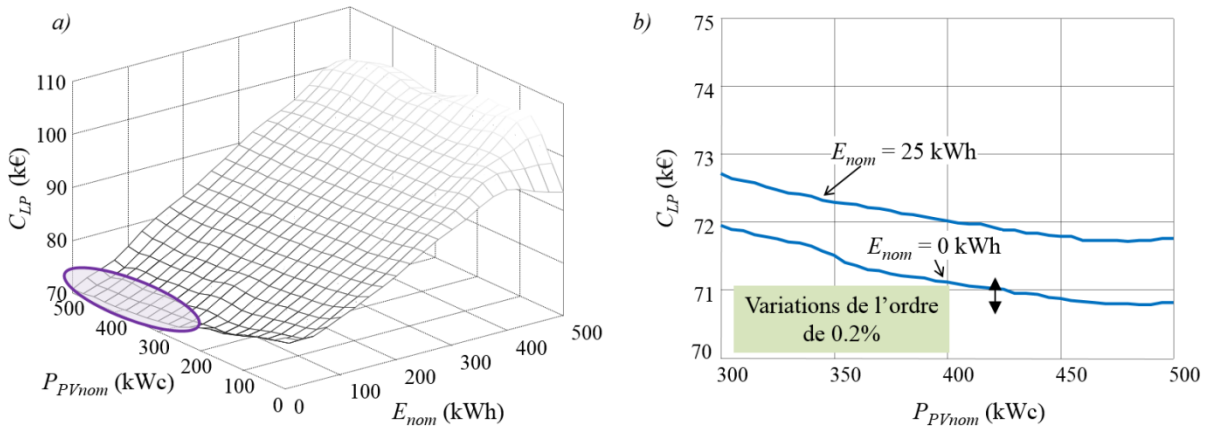 a)
110
100
90
80
70
C_LP (k€)
500
400
300
200
100
0
P_PVnom (kWc)
0
100
200
300
400
500
E_nom (kWh)
b)
75
74
73
72
71
70
C_LP (k€)
E_nom = 25 kWh
E_nom = 0 kWh
Variations de l’ordre
de 0.2%
300
350
400
450
500
P_PVnom (kWc)